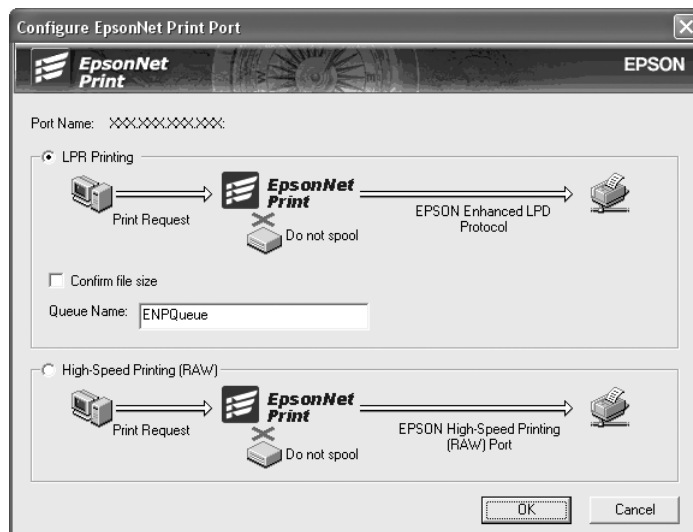 Configure EpsonNet Print Port
EpsonNet
Print
EPSON
Port Name: XXX.XXX.XXX.XXX:
LPR Printing
Print Request
EpsonNet
Print
Do not spool
EPSON Enhanced LPD
Protocol
Confirm file size
Queue Name: ENPQueue
High-Speed Printing (RAW)
Print Request
EpsonNet
Print
Do not spool
EPSON High-Speed Printing
(RAW) Port
OK Cancel